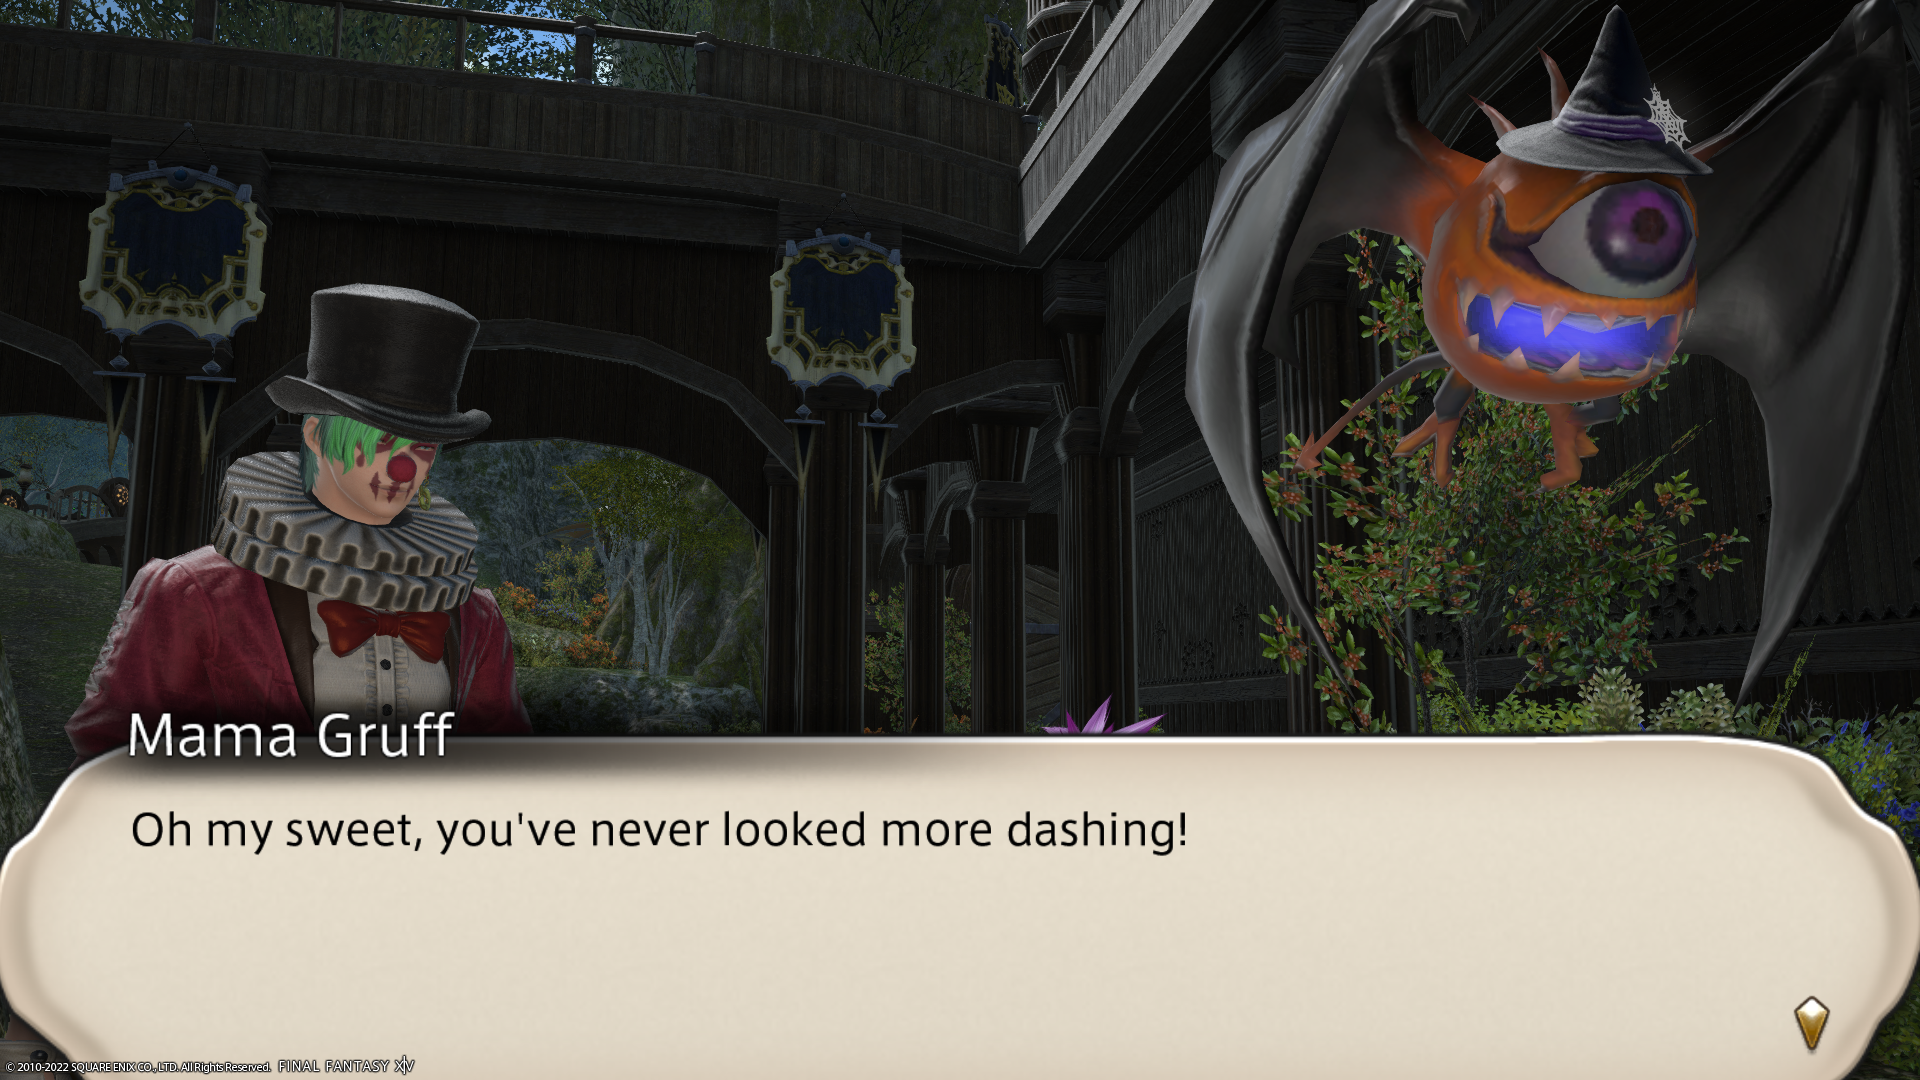 Mama Gruff
Oh my sweet, you've never looked more dashing!
© 2010-2022 SQUARE ENIX CO., LTD. All Rights Reserved. FINAL FANTASY XIV